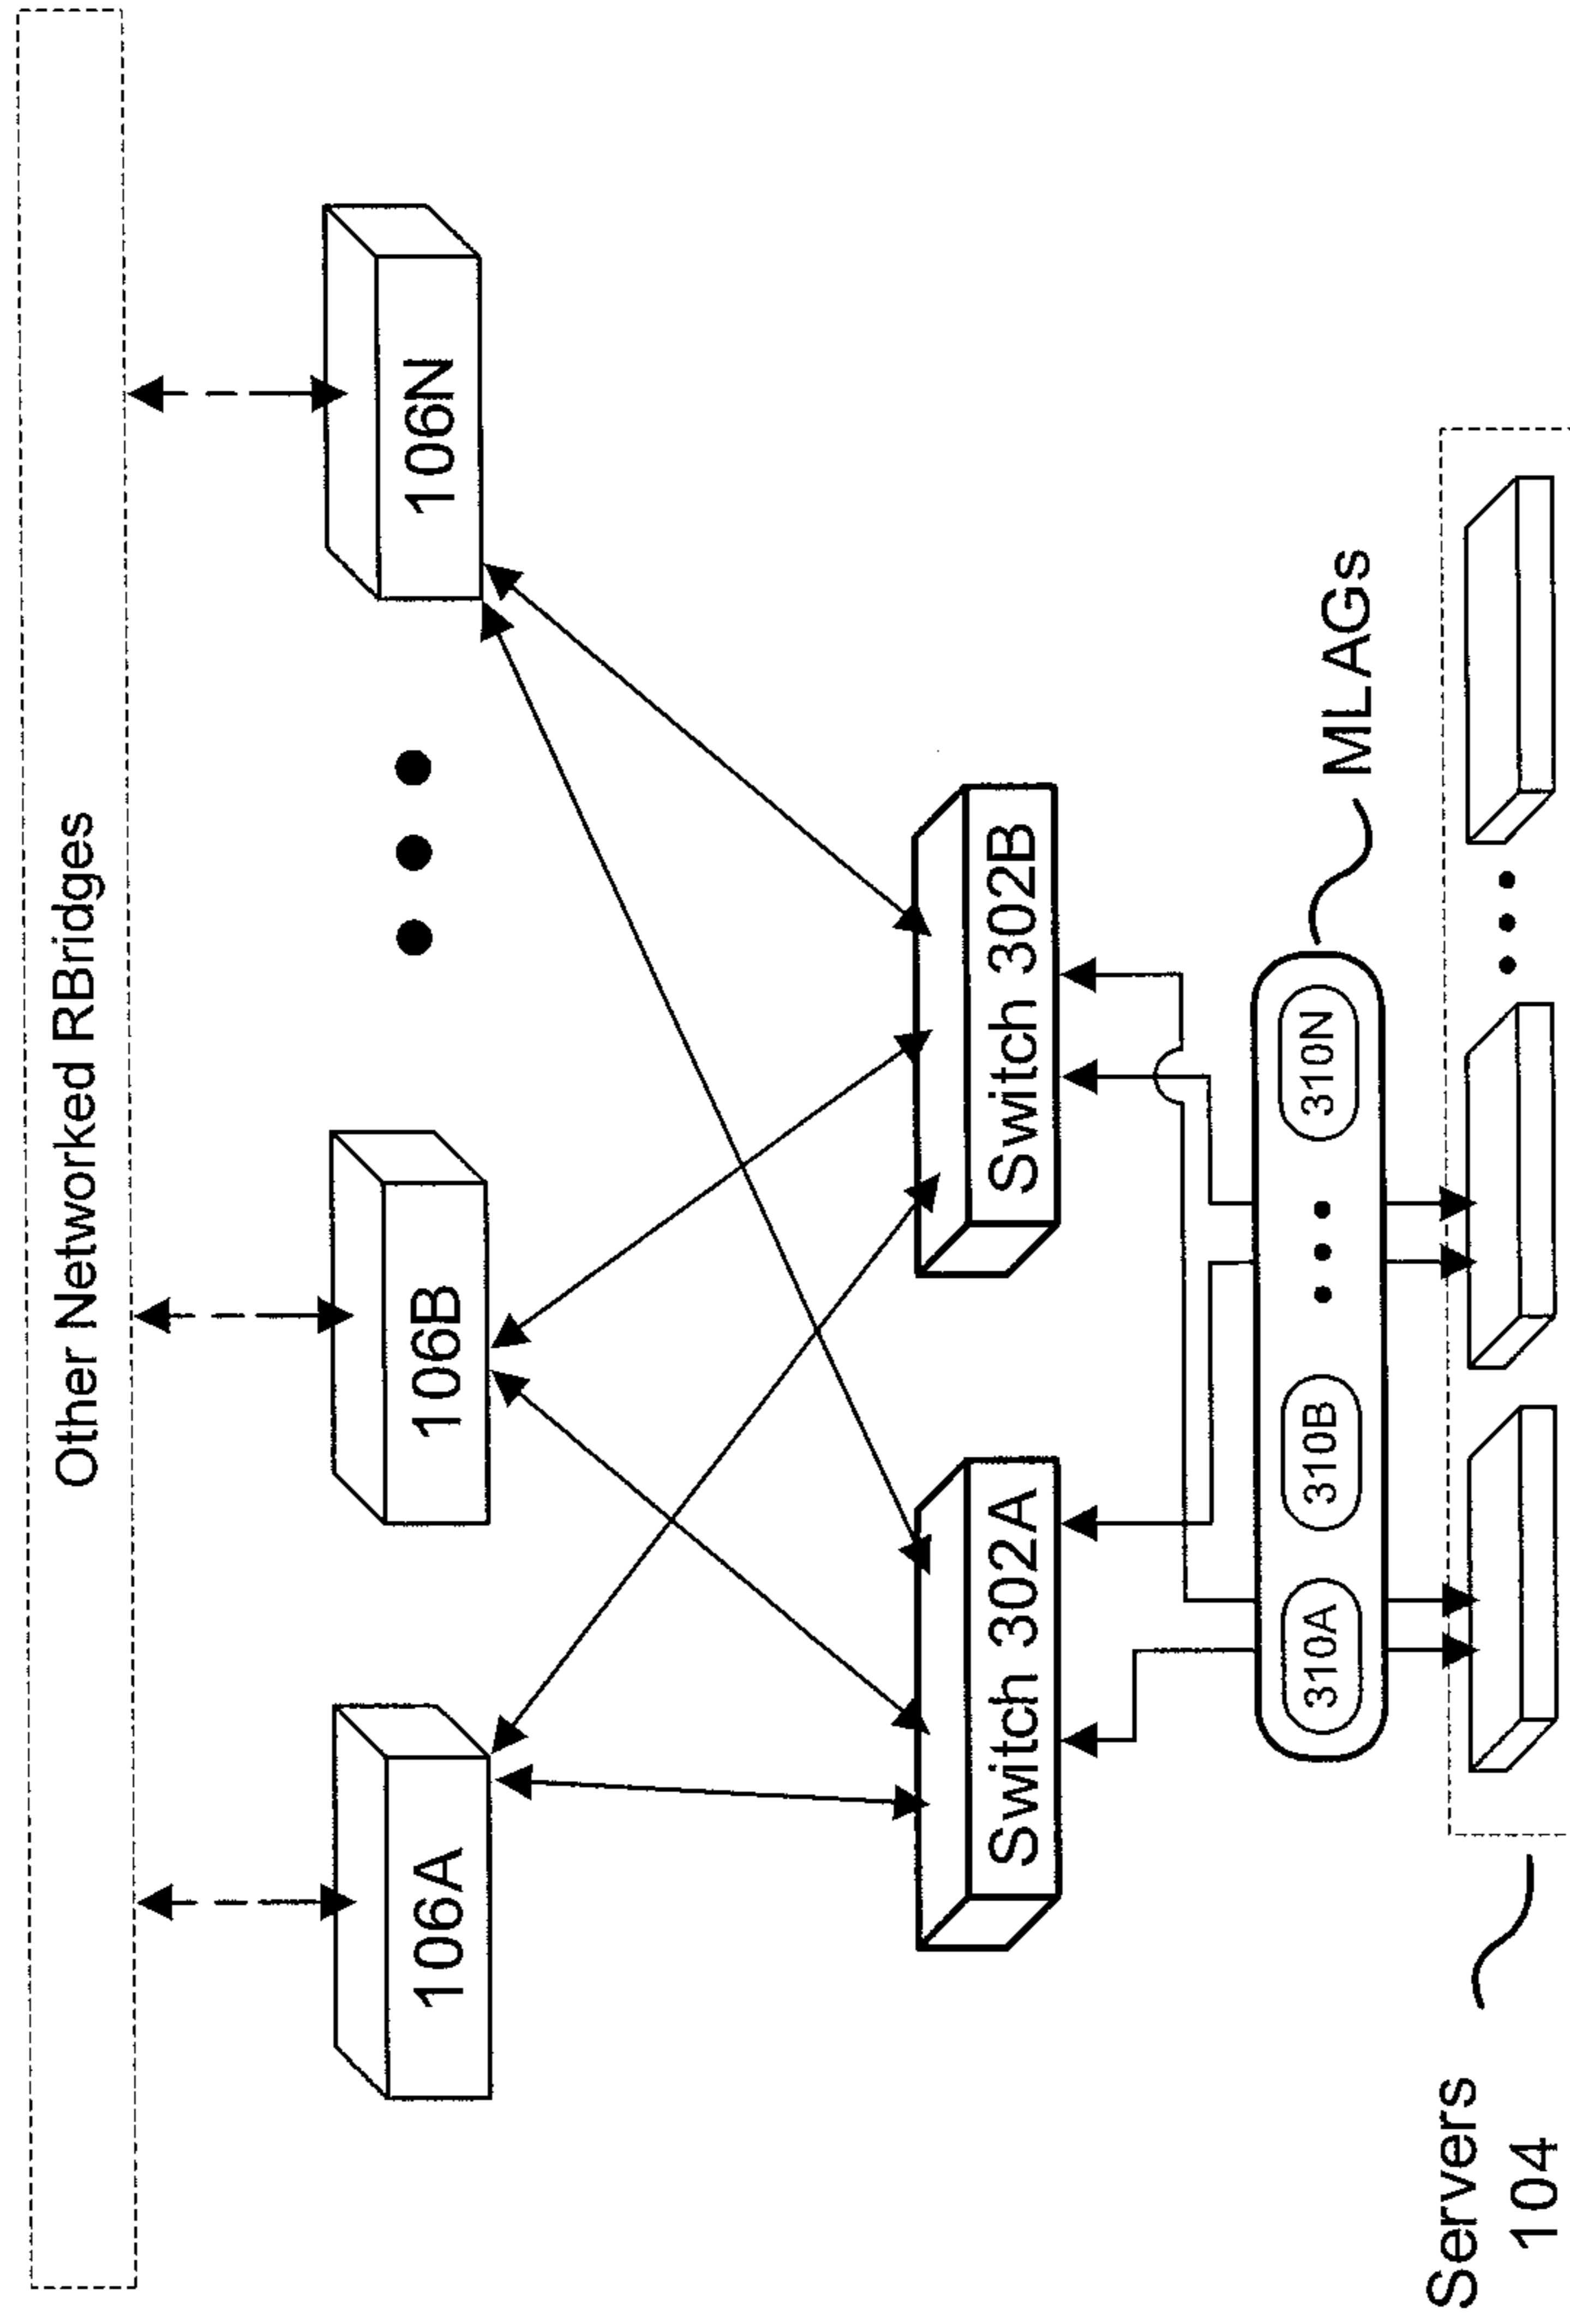 Other Networked RBridges
106A
106B
106N
Switch 302A
Switch 302B
310A
310B
310N
MLAGs
Servers
104